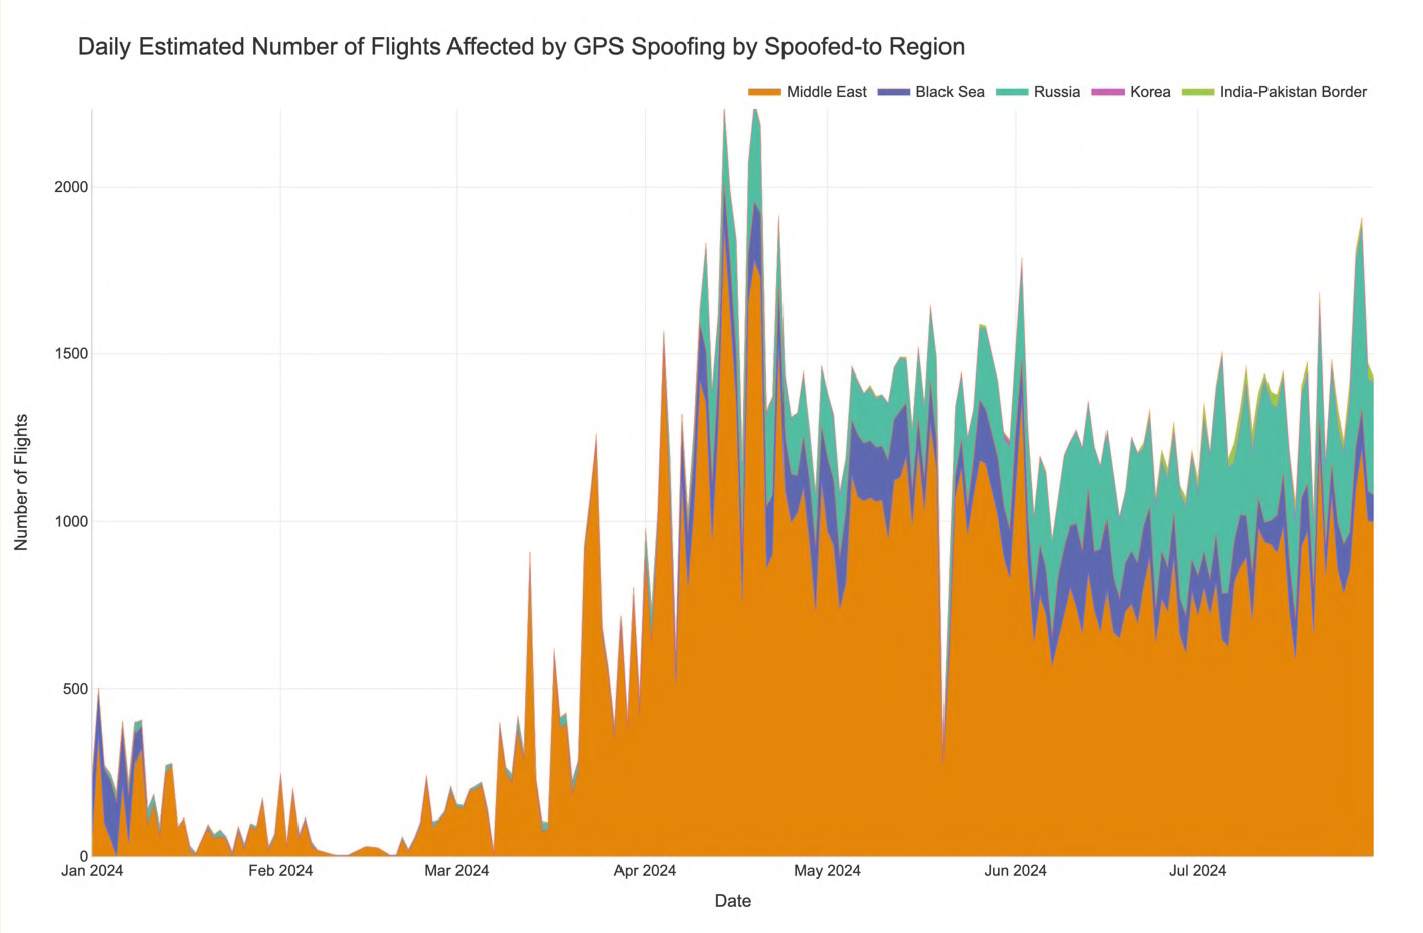 Daily Estimated Number of Flights Affected by GPS Spoofing by Spoofed-to Region
Middle East Black Sea Russia Korea India-Pakistan Border
2000
1500
1000
500
0
Number of Flights
Jan 2024 Feb 2024 Mar 2024 Apr 2024 May 2024 Jun 2024 Jul 2024
Date